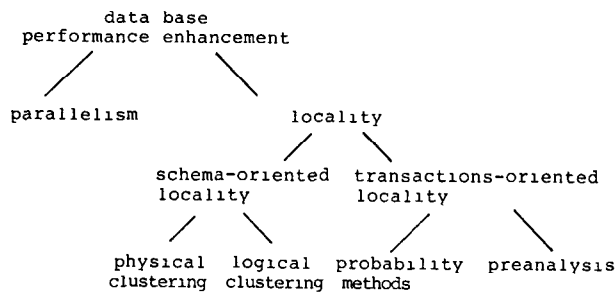 data base
performance enhancement
parallelism
locality
schema-oriented transactions-oriented
locality locality
physical logical probability preanalysis
clustering clustering methods